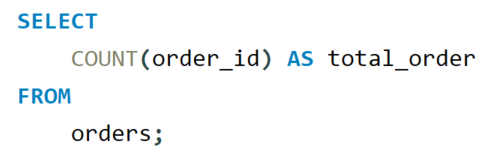 SELECT
    COUNT(order_id) AS total_order
FROM
    orders;